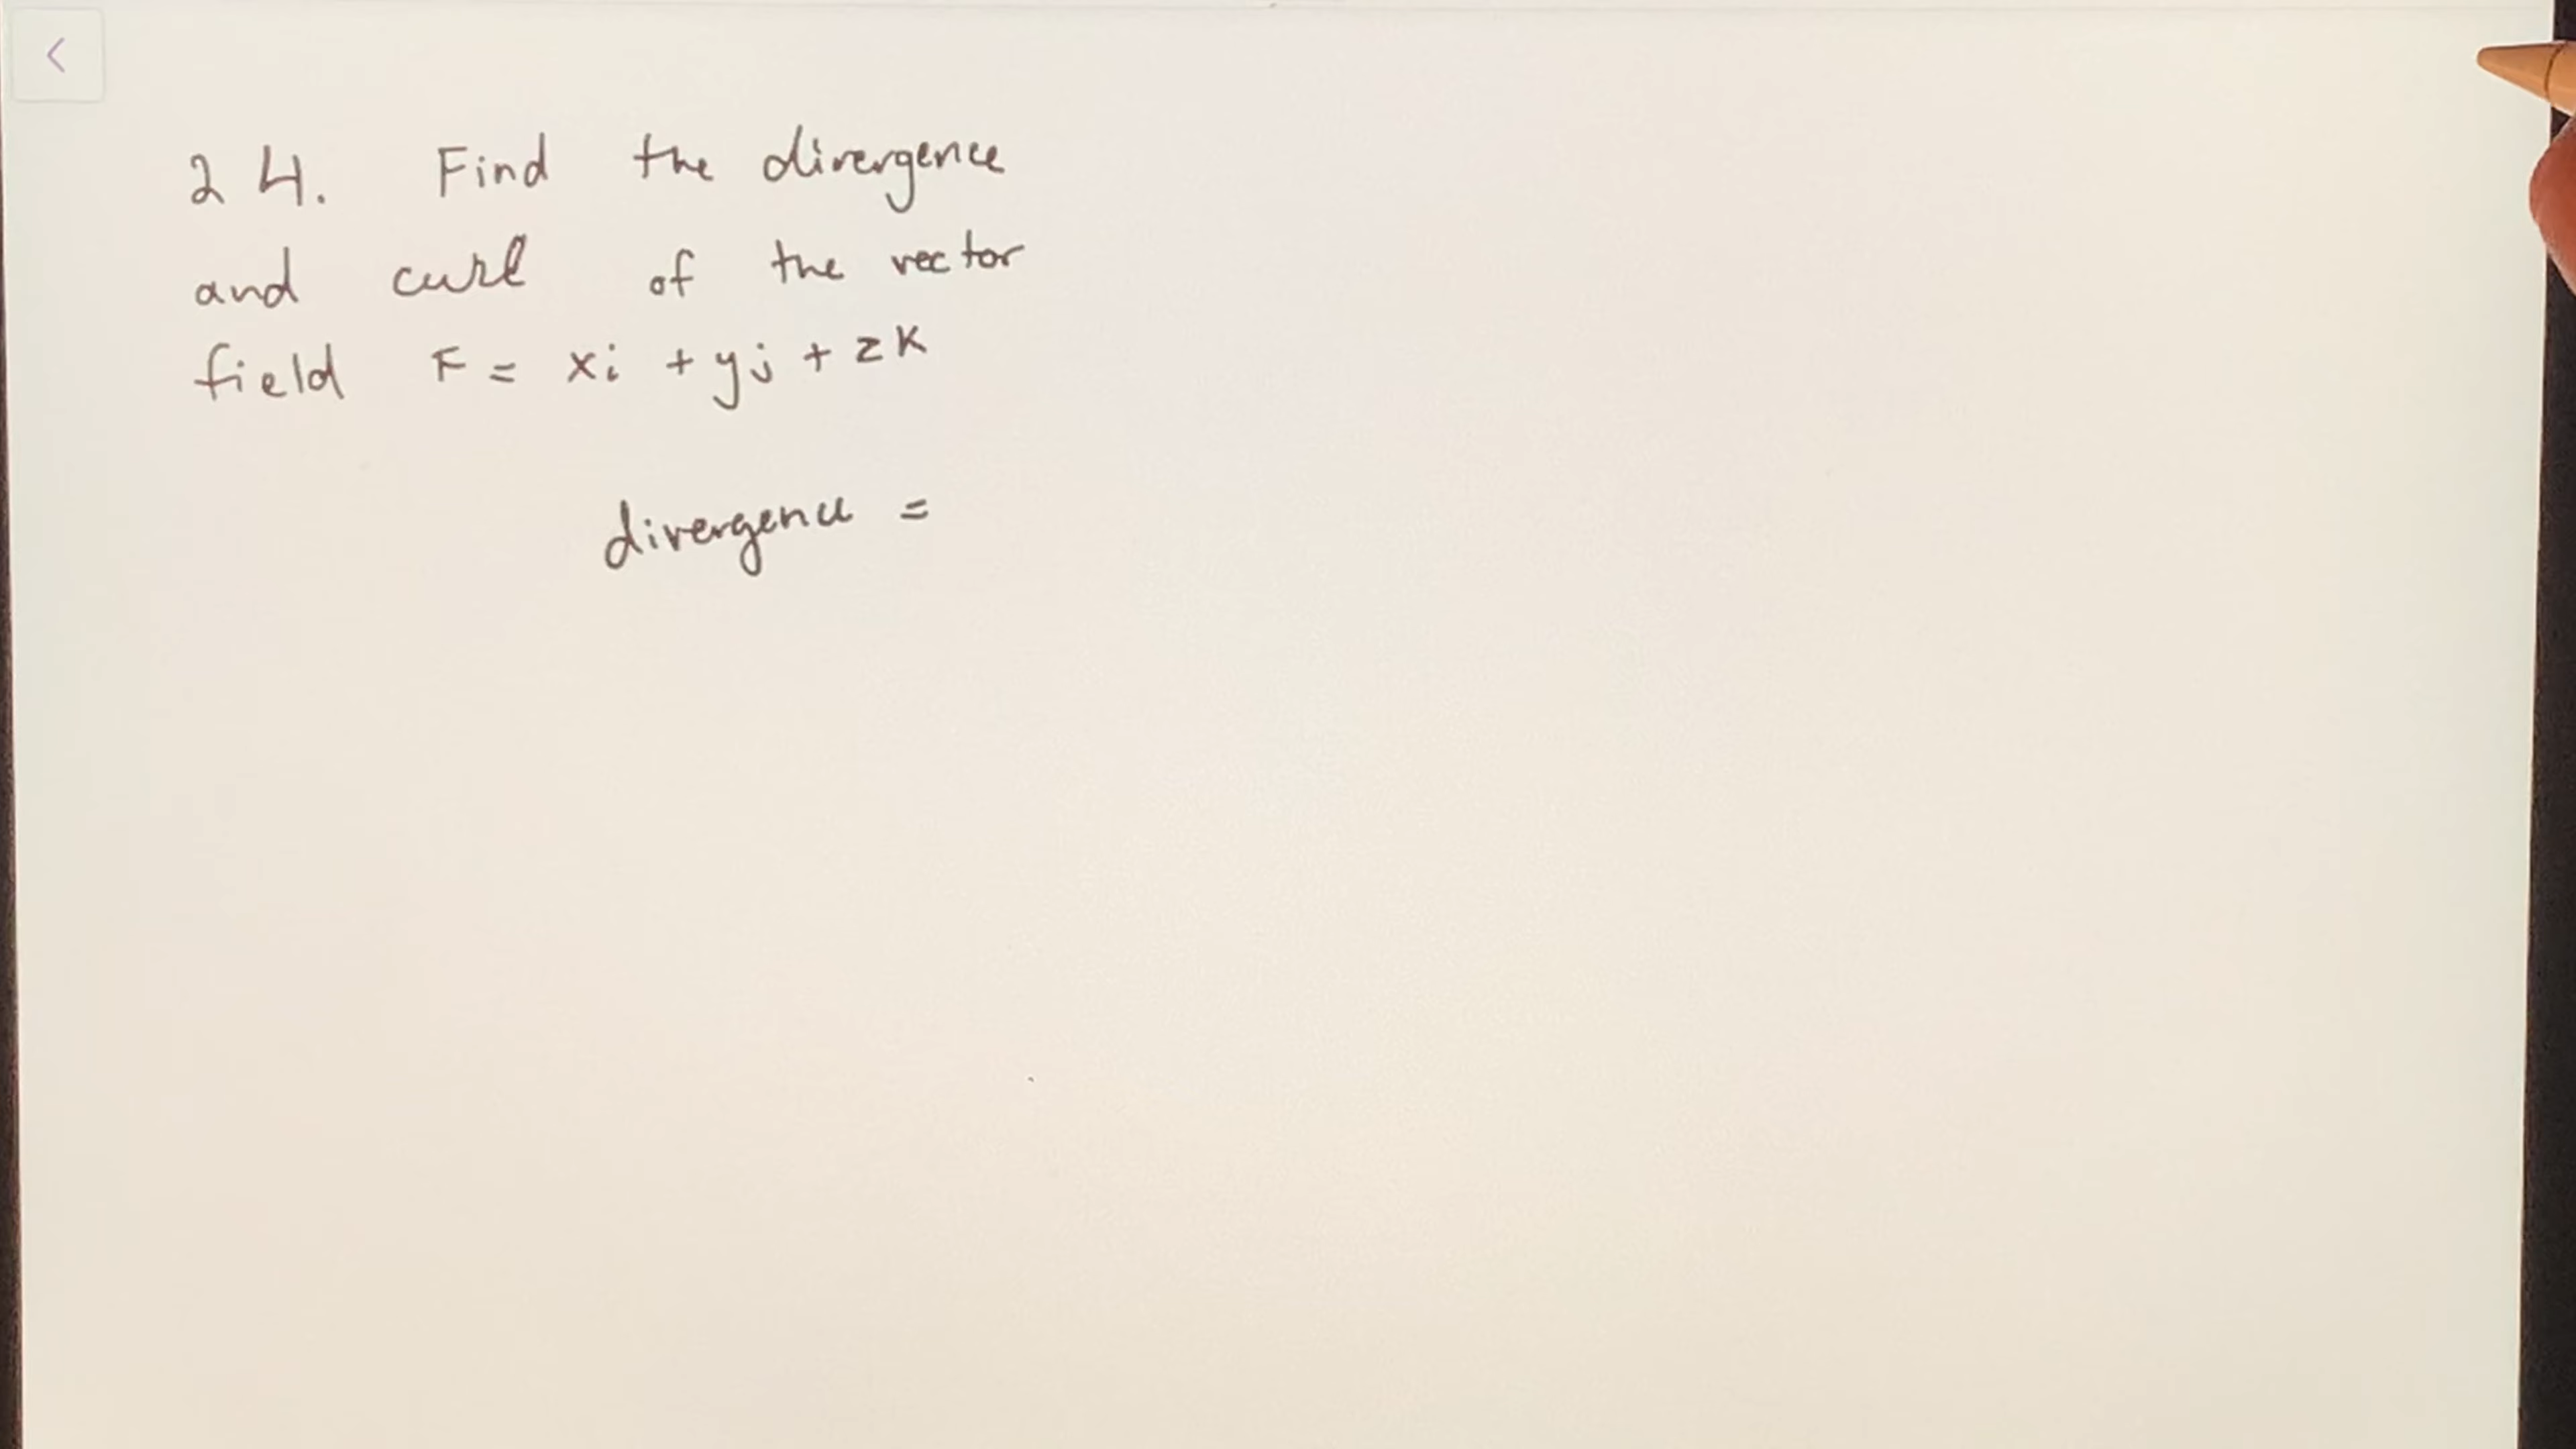 24. Find the divergence
and curl of the vector
field F = xi + yj + zk
divergence =